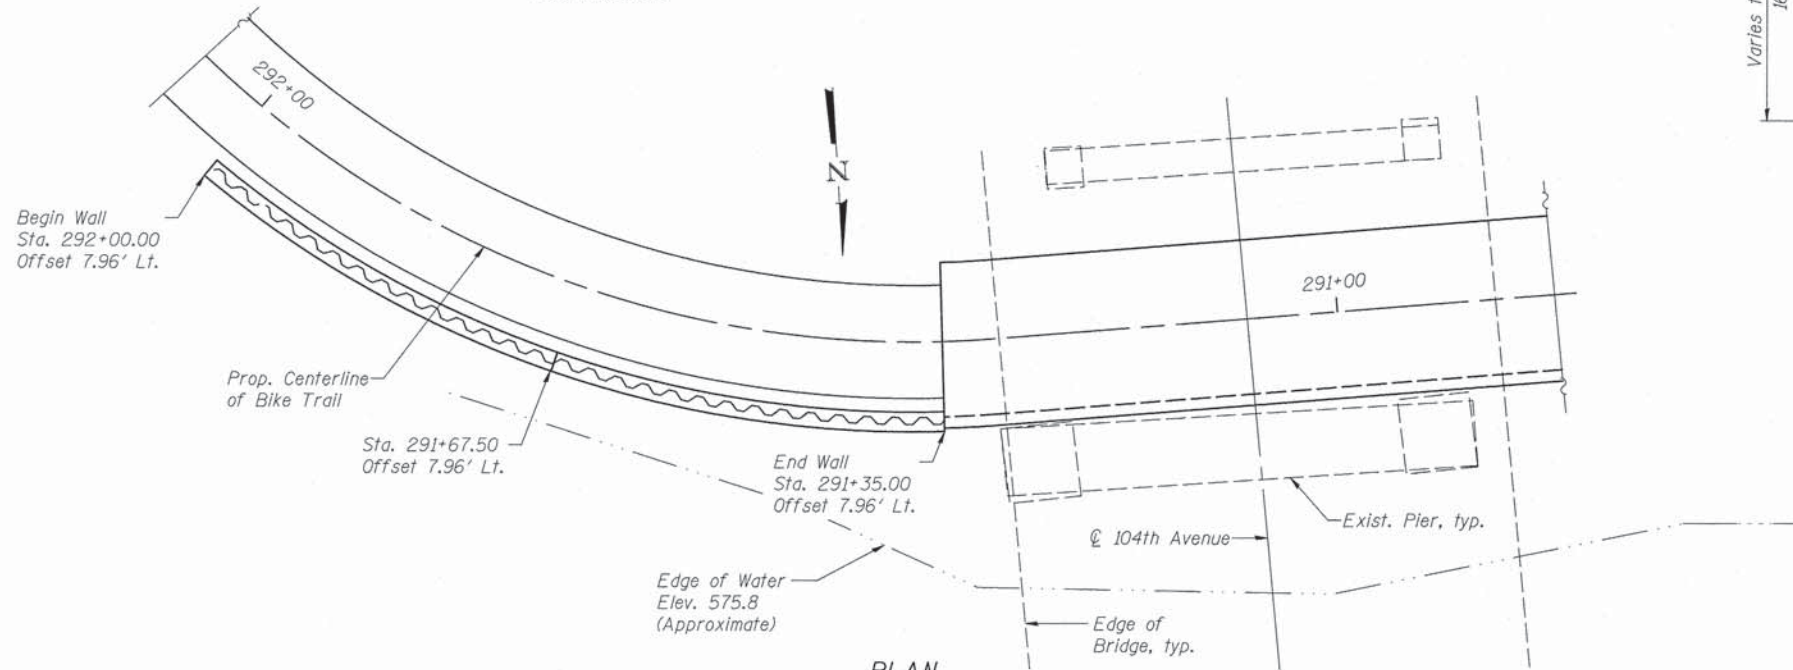 Varies t
16
292+00
N
Begin Wall
Sta. 292+00.00
Offset 7.96' Lt.
291+00
Prop. Centerline
of Bike Trail
Sta. 291+67.50
Offset 7.96' Lt.
End Wall
Sta. 291+35.00
Offset 7.96' Lt.
Exist. Pier, typ.
℄ 104th Avenue
Edge of Water
Elev. 575.8
(Approximate)
Edge of
Bridge, typ.
PLAN